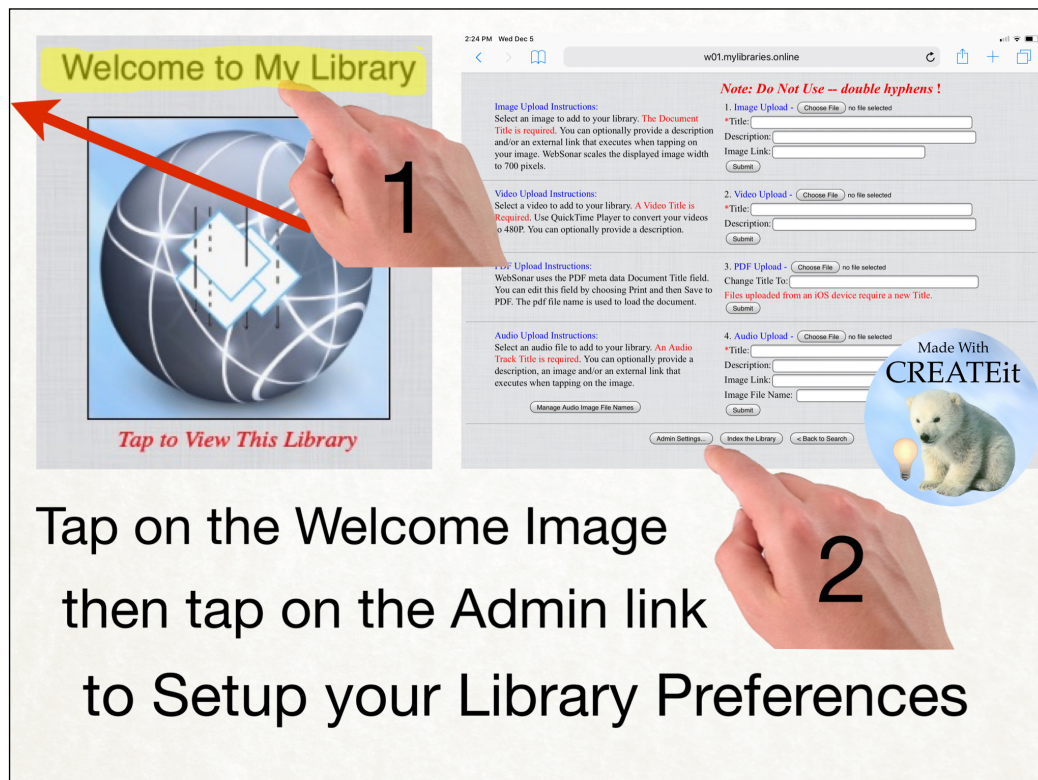 Welcome to My Library
1
Tap to View This Library
2:24 PM Wed Dec 5
w01.mylibraries.online
Note: Do Not Use -- double hyphens !
Image Upload Instructions:
Select an image to add to your library. The Document
Title is required. You can optionally provide a description
and/or an external link that executes when tapping on
your image. WebSonar scales the displayed image width
to 700 pixels.
1. Image Upload - Choose File no file selected
*Title:
Description:
Image Link:
Submit
Video Upload Instructions:
Select a video to add to your library. A Video Title is
Required. Use QuickTime Player to convert your videos
to 480P. You can optionally provide a description.
2. Video Upload - Choose File no file selected
*Title:
Description:
Submit
PDF Upload Instructions:
WebSonar uses the PDF meta data Document Title field.
You can edit this field by choosing Print and then Save to
PDF. The pdf file name is used to load the document.
3. PDF Upload - Choose File no file selected
Change Title To:
Files uploaded from an iOS device require a new Title.
Submit
Audio Upload Instructions:
Select an audio file to add to your library. An Audio
Track Title is required. You can optionally provide a
description, an image and/or an external link that
executes when tapping on the image.
Manage Audio Image File Names
4. Audio Upload - Choose File no file selected
*Title:
Description:
Image Link:
Image File Name:
Submit
Admin Settings... Index the Library < Back to Search
Made With
CREATEit
2
Tap on the Welcome Image
then tap on the Admin link
to Setup your Library Preferences